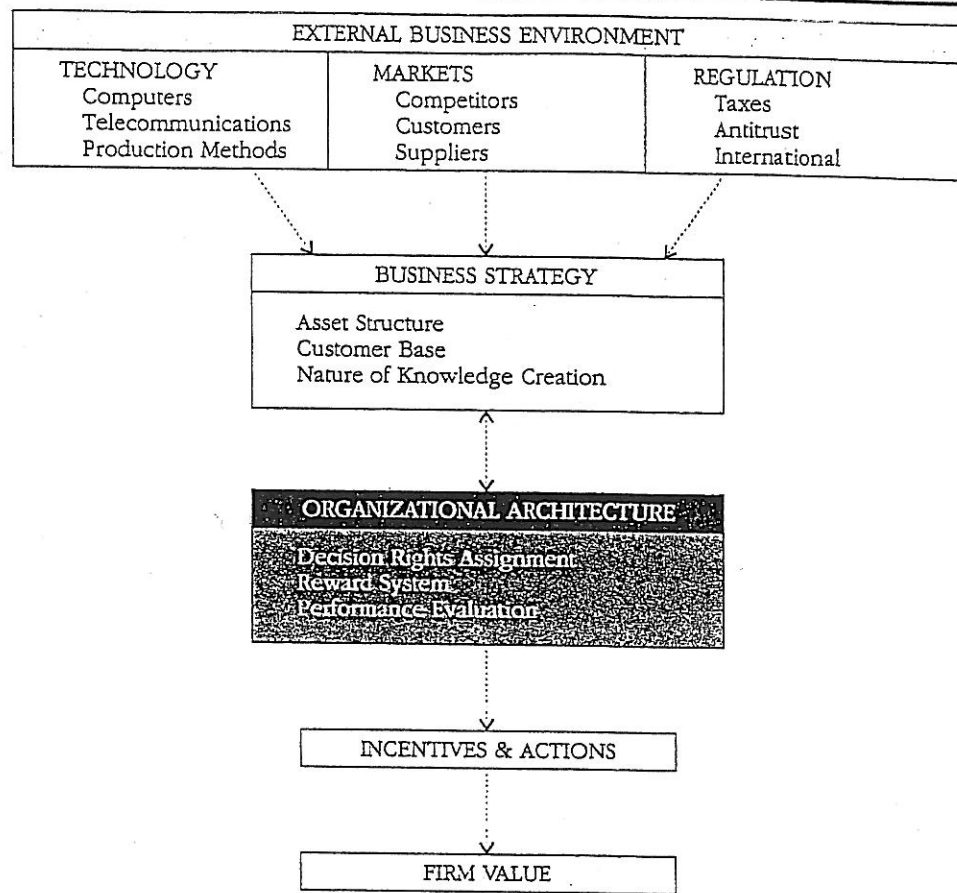 EXTERNAL BUSINESS ENVIRONMENT
TECHNOLOGY
Computers
Telecommunications
Production Methods
MARKETS
Competitors
Customers
Suppliers
REGULATION
Taxes
Antitrust
International
BUSINESS STRATEGY
Asset Structure
Customer Base
Nature of Knowledge Creation
ORGANIZATIONAL ARCHITECTURE
Decision Rights Assignment
Reward System
Performance Evaluation
INCENTIVES & ACTIONS
FIRM VALUE